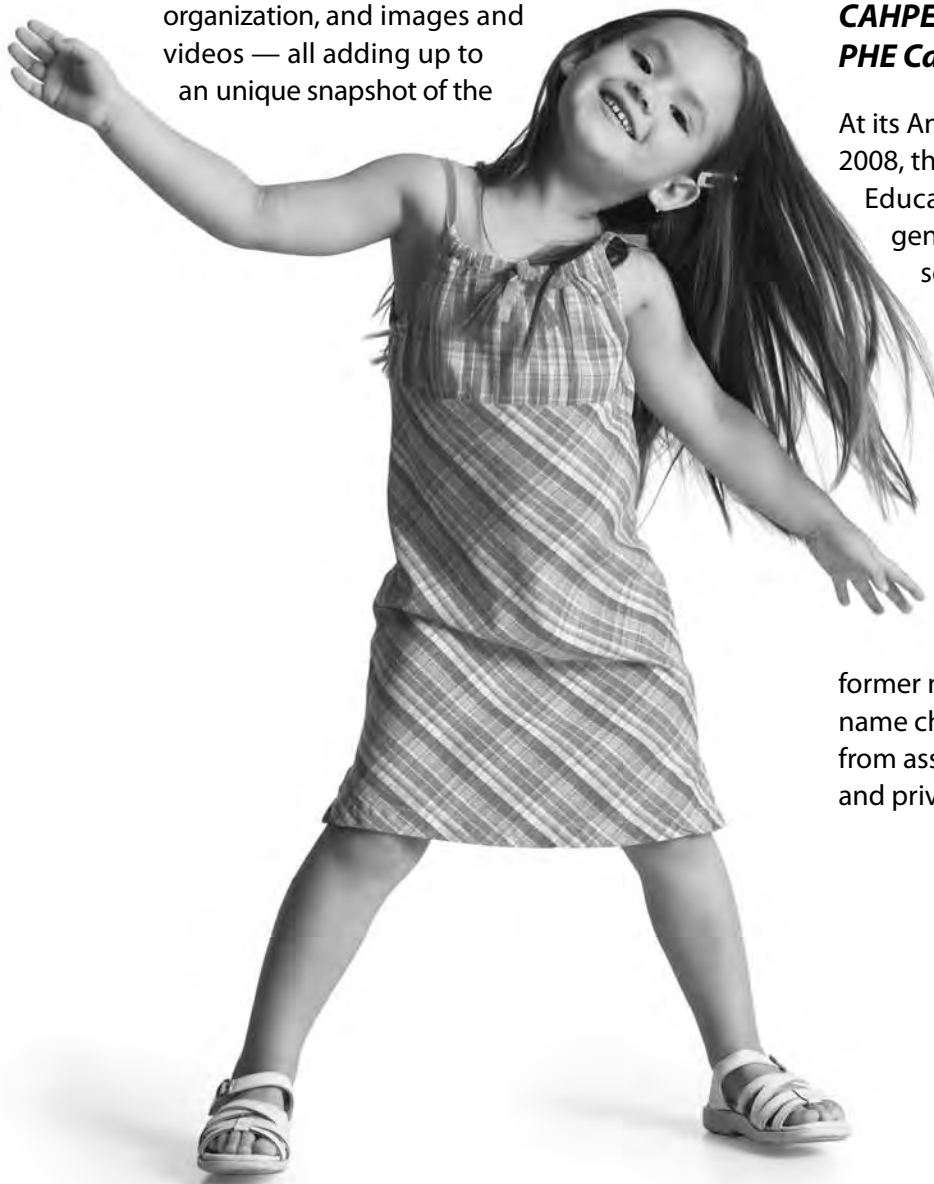 organization, and images and
videos — all adding up to
an unique snapshot of the
CAHPE
PHE Ca
At its An
2008, th
Educa
gen
s
former
name ch
from ass
and priv